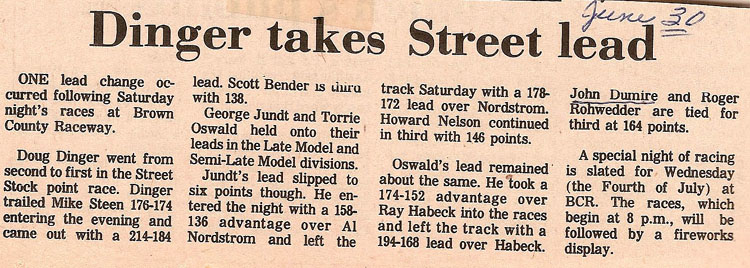 June 30
Dinger takes Street lead
ONE lead change oc-
curred following Saturday
night's races at Brown
County Raceway.
Doug Dinger went from
second to first in the Street
Stock point race. Dinger
trailed Mike Steen 176-174
entering the evening and
came out with a 214-184
lead. Scott Bender is third
with 138.
George Jundt and Torrie
Oswald held onto their
leads in the Late Model and
Semi-Late Model divisions.
Jundt's lead slipped to
six points though. He en-
tered the night with a 158-
136 advantage over Al
Nordstrom and left the
track Saturday with a 178-
172 lead over Nordstrom.
Howard Nelson continued
in third with 146 points.
Oswald's lead remained
about the same. He took a
174-152 advantage over
Ray Habeck into the races
and left the track with a
194-168 lead over Habeck.
John Dumire and Roger
Rohwedder are tied for
third at 164 points.
A special night of racing
is slated for Wednesday
(the Fourth of July) at
BCR. The races, which
begin at 8 p.m., will be
followed by a fireworks
display.